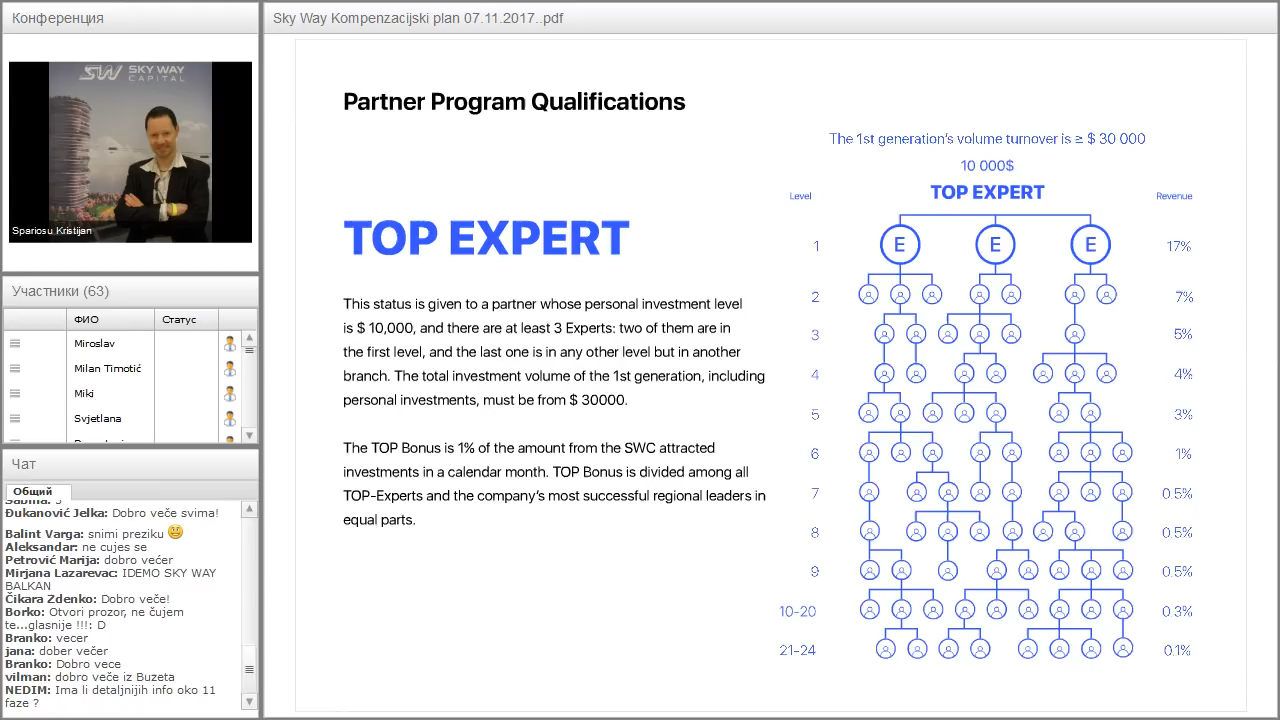 Конференция
SKY WAY
CAPITAL
Spariosu Kristijan
Участники (63)
ФИО
Статус
Miroslav
Milan Timotić
Miki
Svjetlana
Чат
Общий
Đukanović Jelka: Dobro veče svima!
Balint Varga: snimi preziku
Aleksandar: ne cujes se
Petrović Marija: dobro večer
Mirjana Lazarevac: IDEMO SKY WAY
BALKAN
Čikara Zdenko: Dobro veče!
Borko: Otvori prozor, ne čujem
te...glasnije !!!: D
Branko: vecer
jana: dober večer
Branko: Dobro vece
vilman: dobro veče iz Buzeta
NEDIM: Ima li detaljnijih info oko 11
faze ?
Sky Way Kompenzacijski plan 07.11.2017..pdf
Partner Program Qualifications
TOP EXPERT
This status is given to a partner whose personal investment level
is $ 10,000, and there are at least 3 Experts: two of them are in
the first level, and the last one is in any other level but in another
branch. The total investment volume of the 1st generation, including
personal investments, must be from $ 30000.
The TOP Bonus is 1% of the amount from the SWC attracted
investments in a calendar month. TOP Bonus is divided among all
TOP-Experts and the company's most successful regional leaders in
equal parts.
The 1st generation's volume turnover is ≥ $ 30 000
10 000$
Level
TOP EXPERT
Revenue
1 E E E 17%
2 7%
3 5%
4 4%
5 3%
6 1%
7 0.5%
8 0.5%
9 0.5%
10-20 0.3%
21-24 0.1%